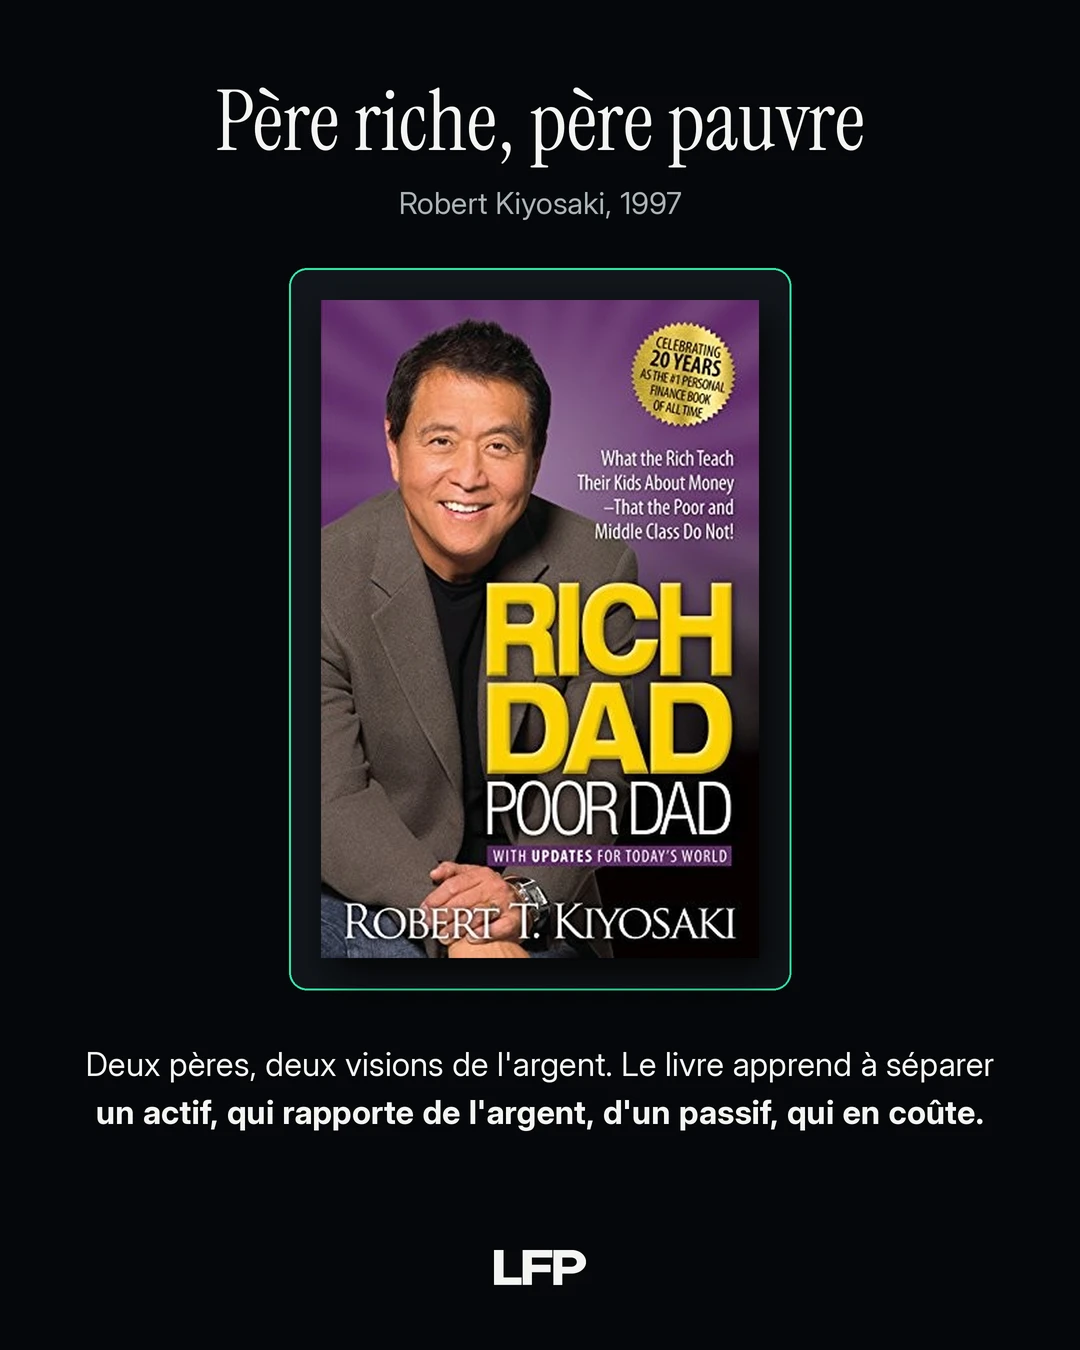 Père riche, père pauvre
Robert Kiyosaki, 1997
CELEBRATING
20 YEARS
AS THE #1 PERSONAL
FINANCE BOOK
OF ALL TIME
What the Rich Teach
Their Kids About Money
–That the Poor and
Middle Class Do Not!
RICH
DAD
POOR DAD
WITH UPDATES FOR TODAY'S WORLD
ROBERT T. KIYOSAKI
Deux pères, deux visions de l'argent. Le livre apprend à séparer
un actif, qui rapporte de l'argent, d'un passif, qui en coûte.
LFP